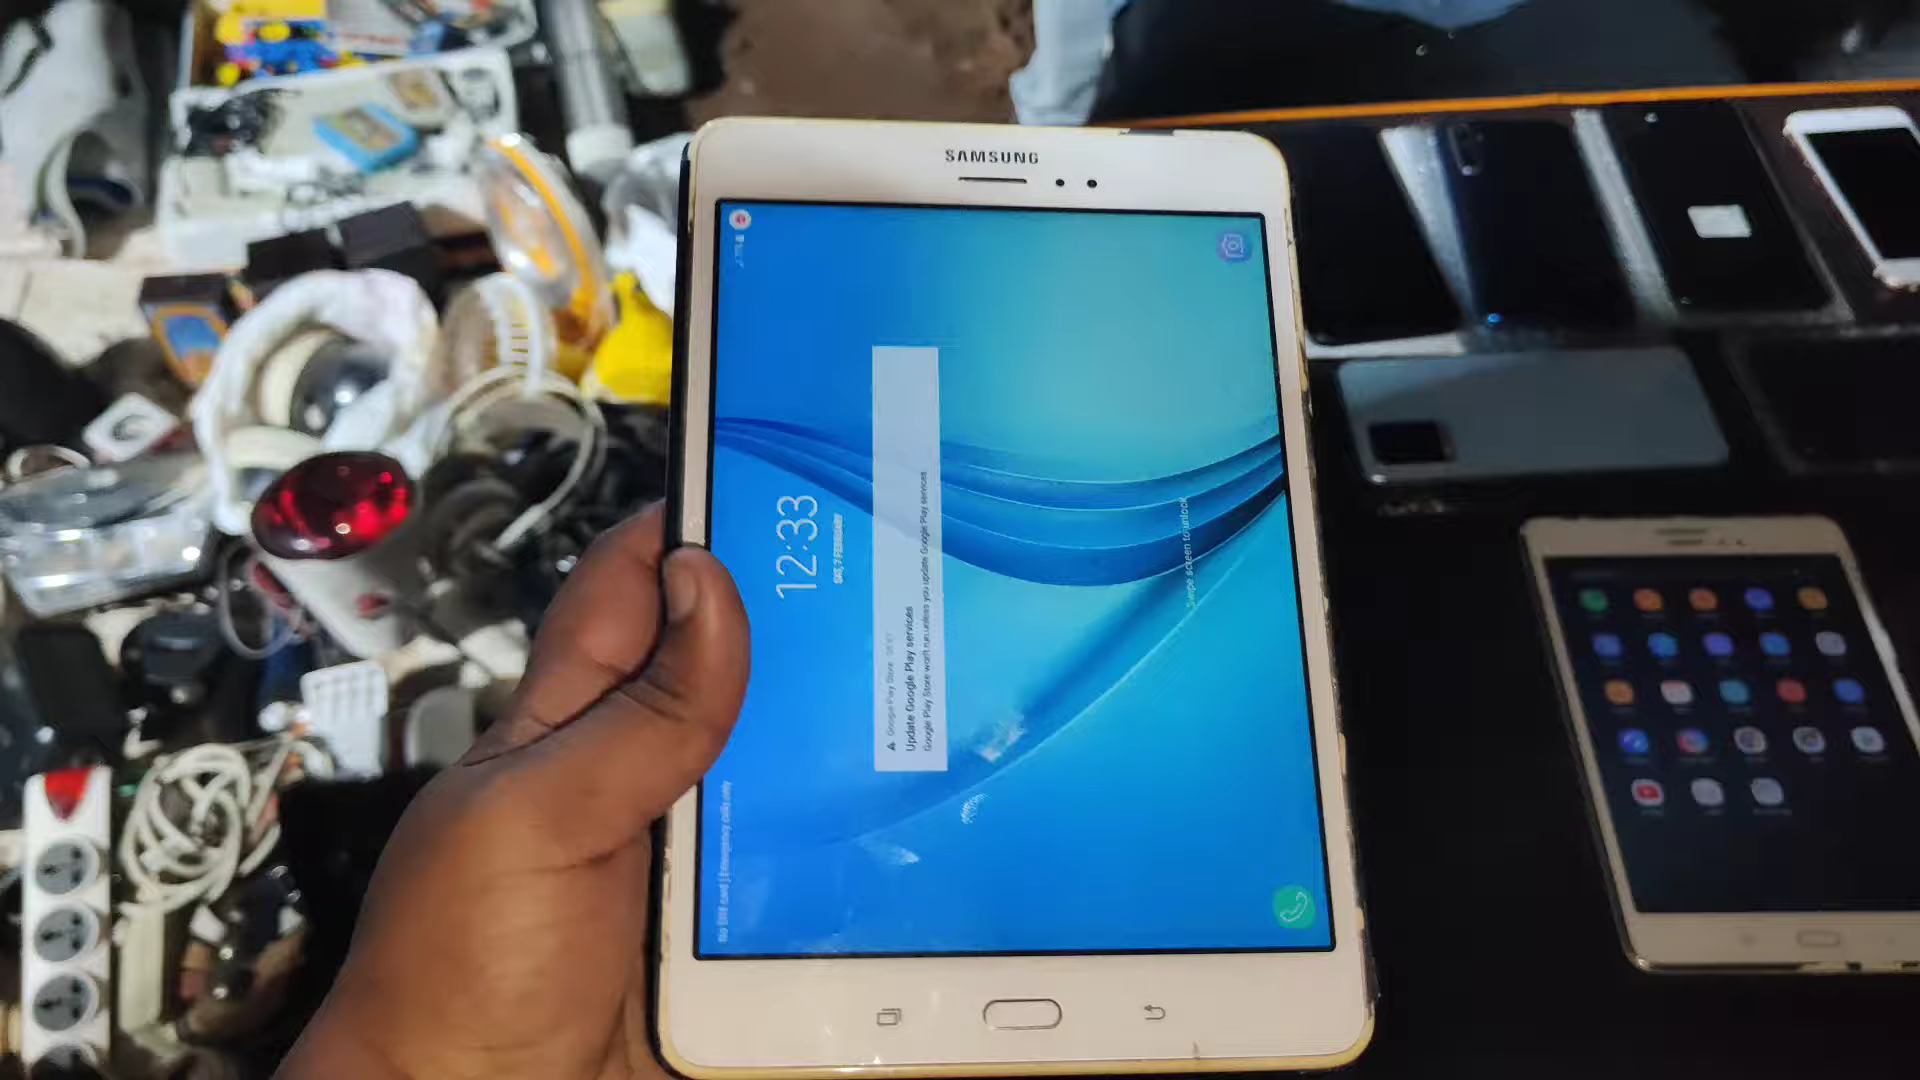 SAMSUNG
No SIM card | Emergency calls only
12:33
SAT, 7 FEBRUARY
Google Play Store
Update Google Play services
Google Play Store won't run unless you update Google Play services
Swipe screen to unlock